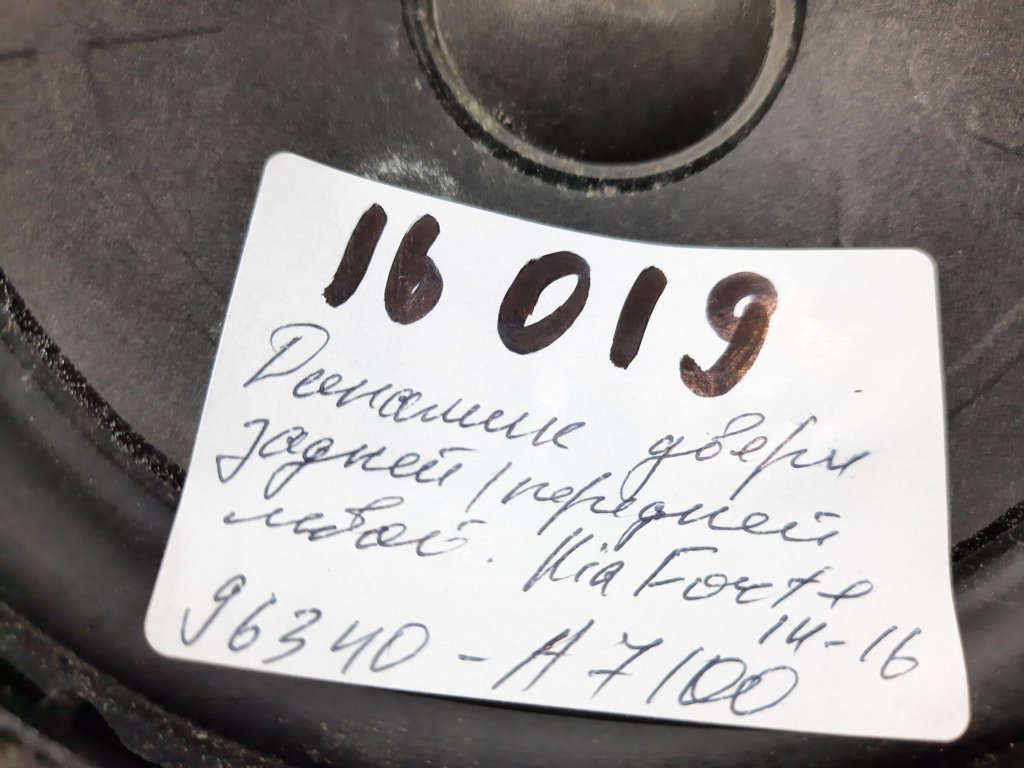 16 019
Динамик двери
задней/передней
левой. Kia Forte
14-16
96340-A7100